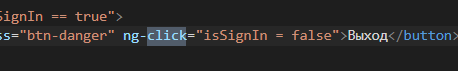 SignIn == true">
ss="btn-danger" ng-click="isSignIn = false">Выход</button>